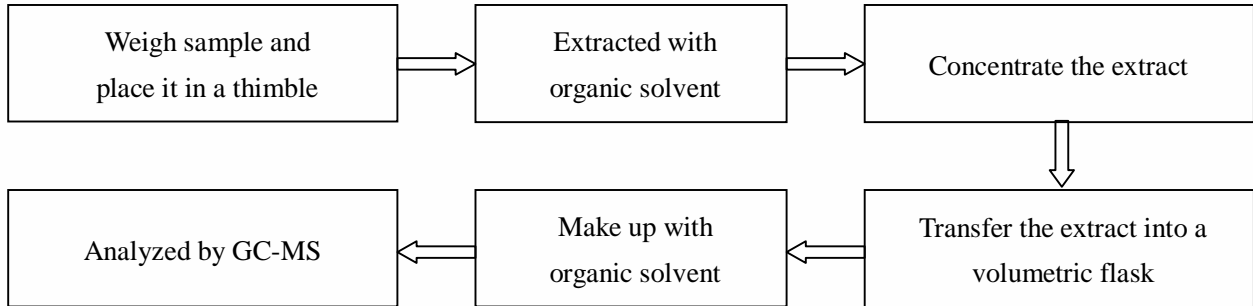 Weigh sample and
place it in a thimble
Extracted with
organic solvent
Concentrate the extract
Transfer the extract into a
volumetric flask
Make up with
organic solvent
Analyzed by GC-MS